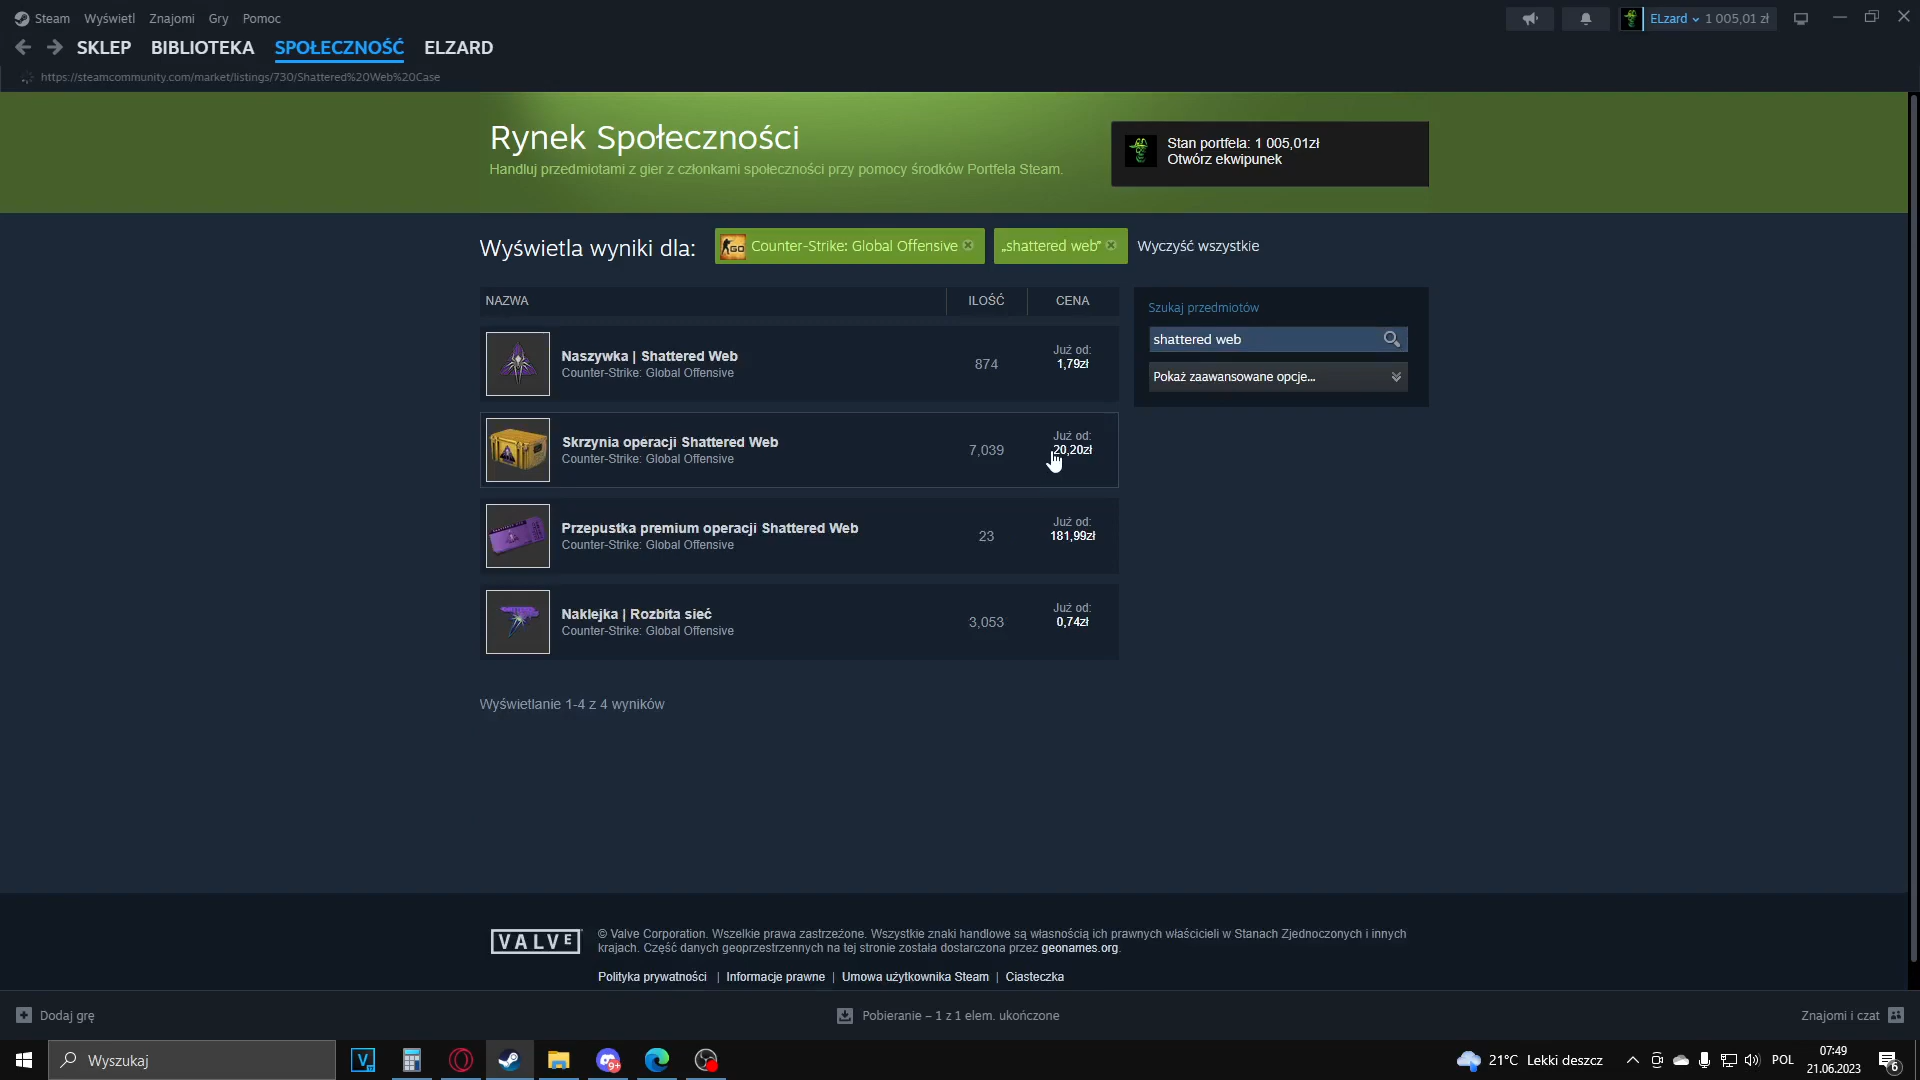 Steam Wyświetl Znajomi Gry Pomoc
ELzard 1 005,01 zł
SKLEP BIBLIOTEKA SPOŁECZNOŚĆ ELZARD
https://steamcommunity.com/market/listings/730/Shattered%20Web%20Case
Rynek Społeczności
Handluj przedmiotami z gier z członkami społeczności przy pomocy środków Portfela Steam.
Stan portfela: 1 005,01zł
Otwórz ekwipunek
Wyświetla wyniki dla: Counter-Strike: Global Offensive „shattered web” Wyczyść wszystkie
NAZWA ILOŚĆ CENA
Naszywka | Shattered Web
Counter-Strike: Global Offensive
874
Już od:
1,79zł
Skrzynia operacji Shattered Web
Counter-Strike: Global Offensive
7,039
Już od:
20,20zł
Przepustka premium operacji Shattered Web
Counter-Strike: Global Offensive
23
Już od:
181,99zł
Naklejka | Rozbita sieć
Counter-Strike: Global Offensive
3,053
Już od:
0,74zł
Szukaj przedmiotów
shattered web
Pokaż zaawansowane opcje...
Wyświetlanie 1-4 z 4 wyników
VALVE
© Valve Corporation. Wszelkie prawa zastrzeżone. Wszystkie znaki handlowe są własnością ich prawnych właścicieli w Stanach Zjednoczonych i innych
krajach. Część danych geoprzestrzennych na tej stronie została dostarczona przez geonames.org.
Polityka prywatności | Informacje prawne | Umowa użytkownika Steam | Ciasteczka
Dodaj grę
Pobieranie – 1 z 1 elem. ukończone
Znajomi i czat
Wyszukaj
21°C Lekki deszcz
POL
07:49
21.06.2023
6